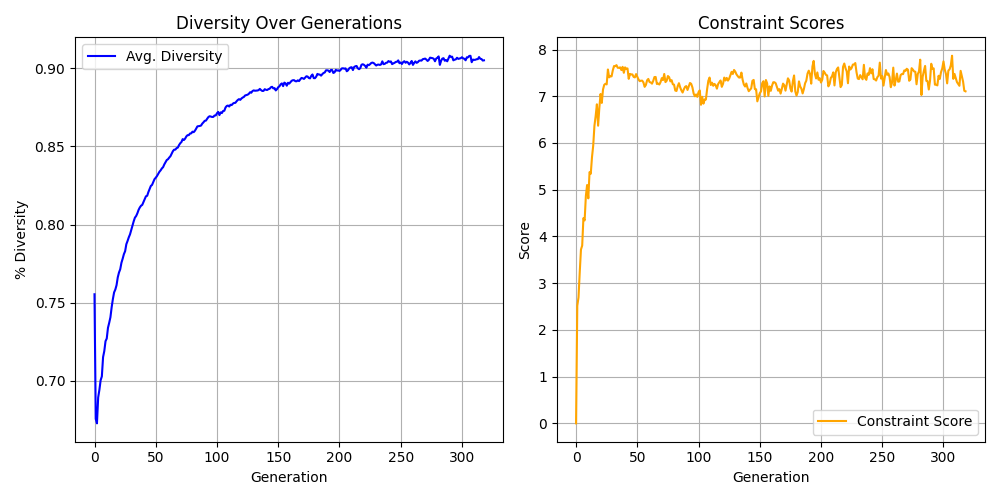 Diversity Over Generations
Avg. Diversity
% Diversity
0.90
0.85
0.80
0.75
0.70
0 50 100 150 200 250 300
Generation
Constraint Scores
Score
8
7
6
5
4
3
2
1
0
Constraint Score
0 50 100 150 200 250 300
Generation